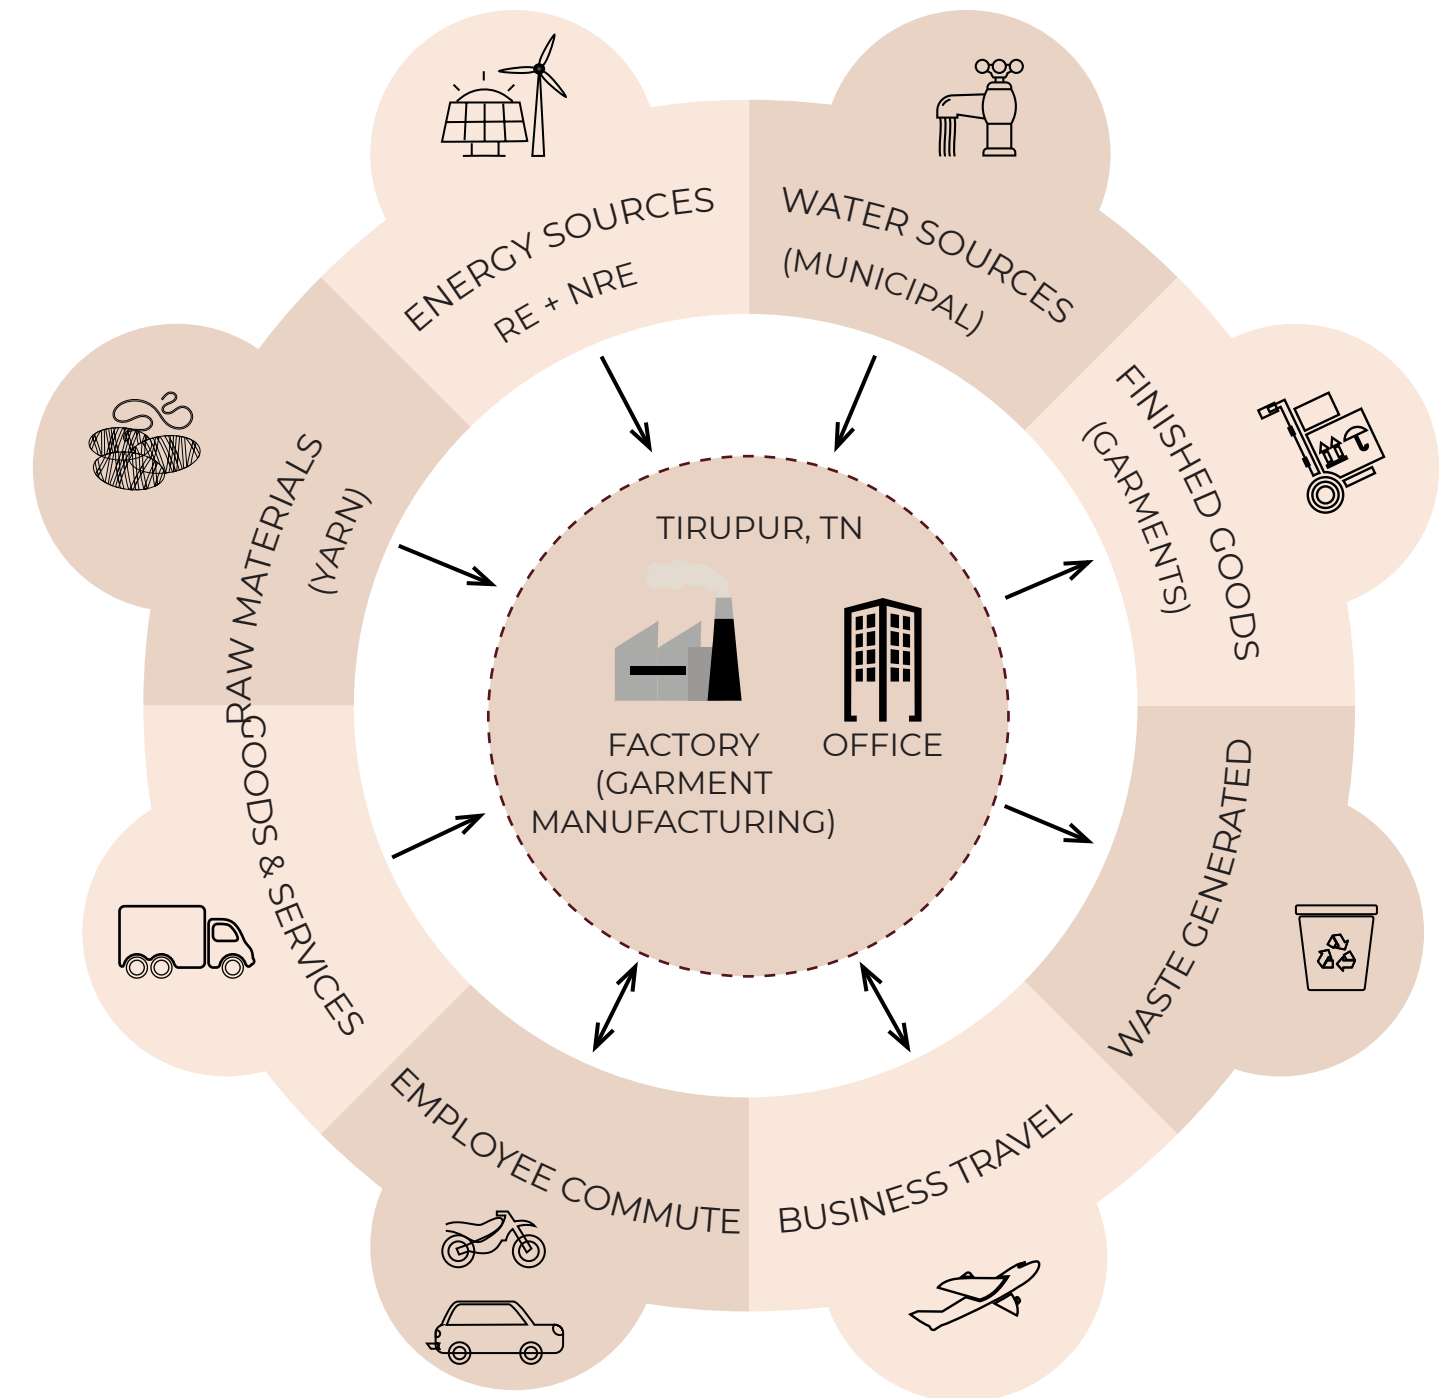 ENERGY SOURCES
RE + NRE
WATER SOURCES
(MUNICIPAL)
FINISHED GOODS
(GARMENTS)
WASTE GENERATED
BUSINESS TRAVEL
EMPLOYEE COMMUTE
GOODS & SERVICES
RAW MATERIALS
(YARN)
TIRUPUR, TN
FACTORY
(GARMENT
MANUFACTURING)
OFFICE